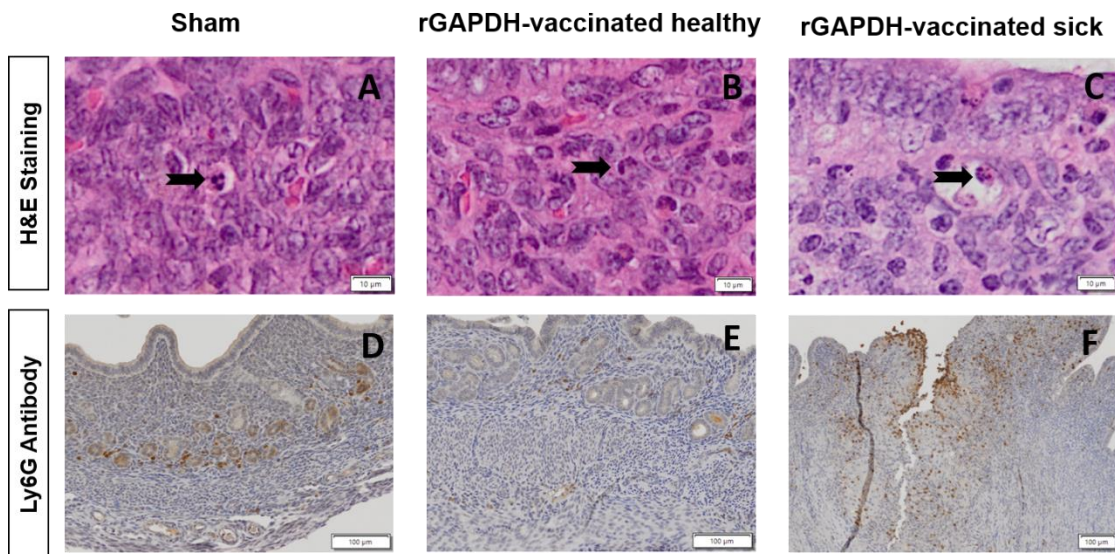 Sham
rGAPDH-vaccinated healthy
rGAPDH-vaccinated sick
H&E Staining
A
B
C
10 µm
10 µm
10 µm
Ly6G Antibody
D
E
F
100 µm
100 µm
100 µm